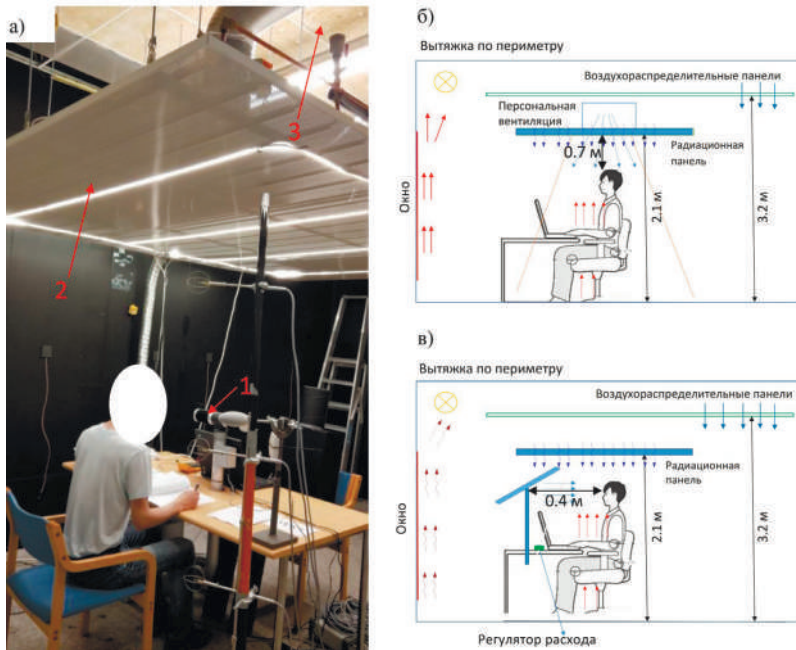 а)
3
2
1
б)
Вытяжка по периметру
Воздухораспределительные панели
Персональная
вентиляция
Радиационная
панель
0.7 м
Окно
2.1 м
3.2 м
в)
Вытяжка по периметру
Воздухораспределительные панели
Радиационная
панель
0.4 м
Окно
2.1 м
3.2 м
Регулятор расхода